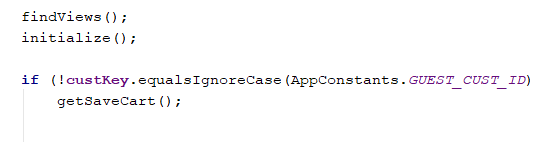 findViews();
initialize();
if (!custKey.equalsIgnoreCase(AppConstants.GUEST_CUST_ID)
getSaveCart();